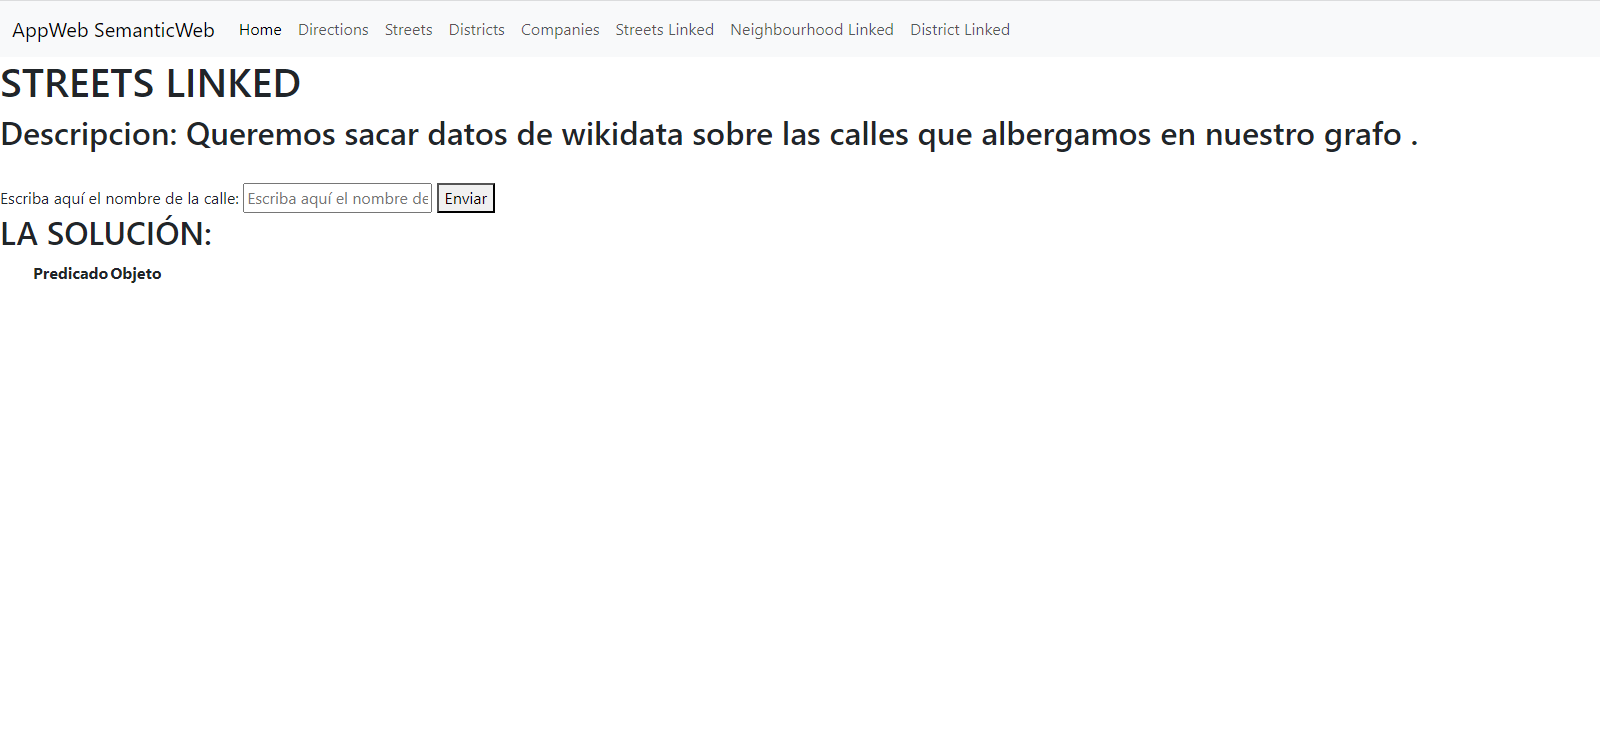 AppWeb SemanticWeb Home Directions Streets Districts Companies Streets Linked Neighbourhood Linked District Linked
STREETS LINKED
Descripcion: Queremos sacar datos de wikidata sobre las calles que albergamos en nuestro grafo .
Escriba aquí el nombre de la calle: Escriba aquí el nombre de Enviar
LA SOLUCIÓN:
Predicado Objeto